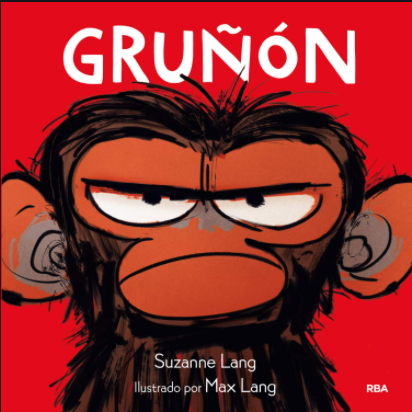 GRUÑÓN
Suzanne Lang
Ilustrado por Max Lang
RBA